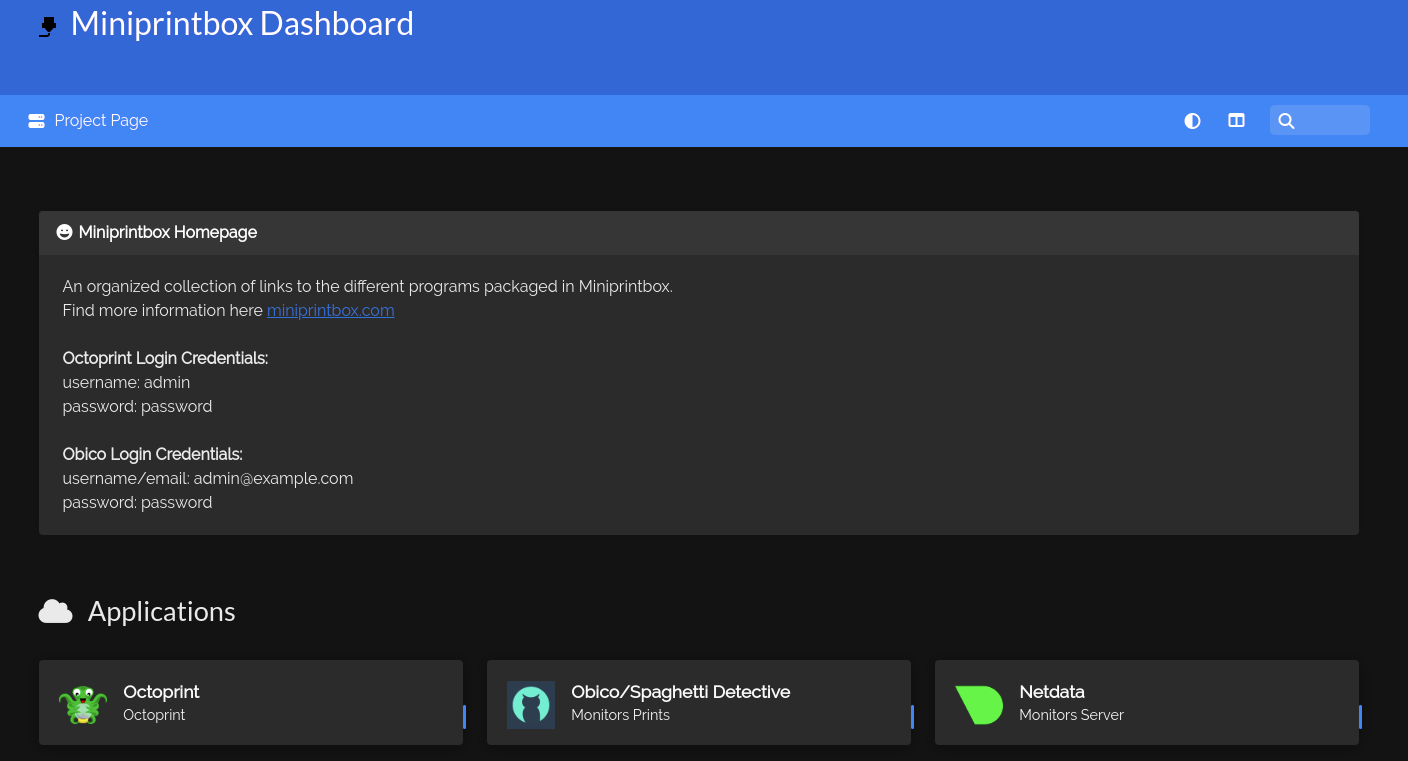 Miniprintbox Dashboard
Project Page
Miniprintbox Homepage
An organized collection of links to the different programs packaged in Miniprintbox.
Find more information here miniprintbox.com
Octoprint Login Credentials:
username: admin
password: password
Obico Login Credentials:
username/email: admin@example.com
password: password
Applications
Octoprint
Octoprint
Obico/Spaghetti Detective
Monitors Prints
Netdata
Monitors Server